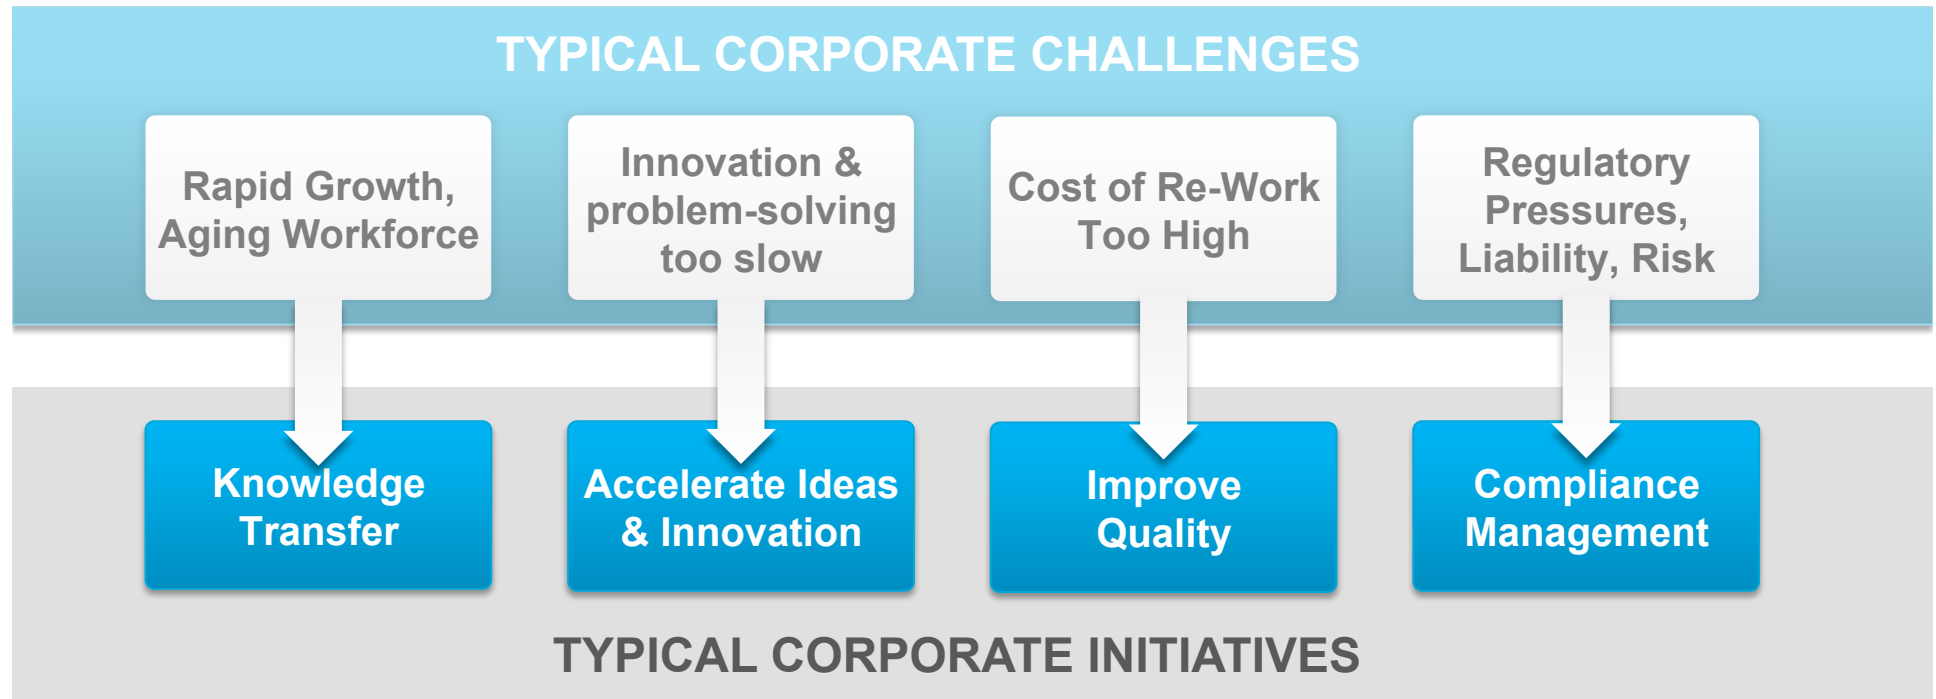 TYPICAL CORPORATE CHALLENGES
Rapid Growth,
Aging Workforce
Innovation &
problem-solving
too slow
Cost of Re-Work
Too High
Regulatory
Pressures,
Liability, Risk
Knowledge
Transfer
Accelerate Ideas
& Innovation
Improve
Quality
Compliance
Management
TYPICAL CORPORATE INITIATIVES